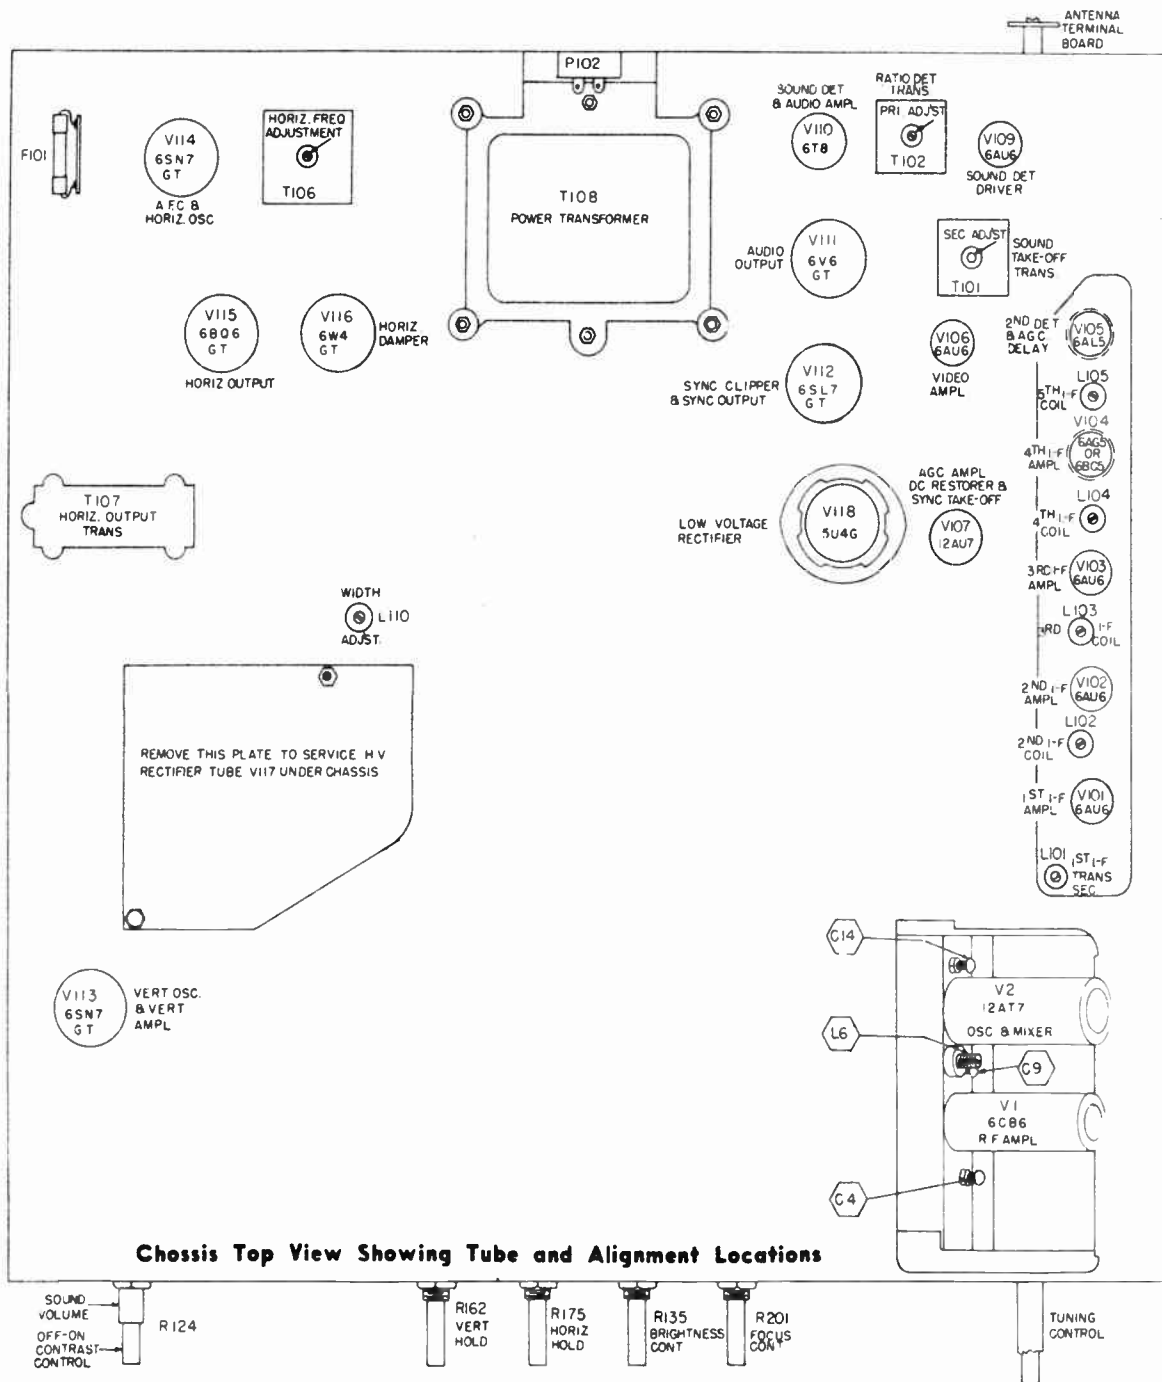 ANTENNA
TERMINAL
BOARD
P102
SOUND DET
& AUDIO AMPL
RATIO DET
TRANS
F101
V114
6SN7
GT
A.F.C &
HORIZ. OSC
HORIZ. FREQ
ADJUSTMENT
T106
T108
POWER TRANSFORMER
V110
6T8
PRI ADJST
T102
V109
6AU6
SOUND DET
DRIVER
AUDIO
OUTPUT
V111
6V6
GT
SEC ADJST
T101
SOUND
TAKE-OFF
TRANS
V115
6BQ6
GT
HORIZ OUTPUT
V116
6W4
GT
HORIZ
DAMPER
V106
6AU6
VIDEO
AMPL
2ND DET
& AGC
DELAY
V105
6AL5
SYNC CLIPPER
& SYNC OUTPUT
V112
6SL7
GT
L105
5TH I-F
COIL
V104
6AG5
OR
6BC5
4TH I-F
AMPL
T107
HORIZ. OUTPUT
TRANS
LOW VOLTAGE
RECTIFIER
V118
5U4G
AGC AMPL
DC RESTORER &
SYNC TAKE-OFF
V107
12AU7
L104
4TH I-F
COIL
3RD I-F
AMPL
V103
6AU6
WIDTH
L110
ADJST.
L103
RD
I-F
COIL
2ND I-F
AMPL
V102
6AU6
L102
2ND I-F
COIL
REMOVE THIS PLATE TO SERVICE H V
RECTIFIER TUBE V117 UNDER CHASSIS
1ST I-F
AMPL
V101
6AU6
L101
1ST I-F
TRANS
SEC
V113
6SN7
GT
VERT OSC.
& VERT
AMPL
C14
V2
12AT7
OSC & MIXER
L6
C9
V1
6CB6
R F AMPL
C4
Chossis Top View Showing Tube and Alignment Locations
SOUND
VOLUME
OFF-ON
CONTRAST
CONTROL
R124
R162
VERT
HOLD
R175
HORIZ
HOLD
R135
BRIGHTNESS
CONT
R201
FOCUS
CONT
TUNING
CONTROL